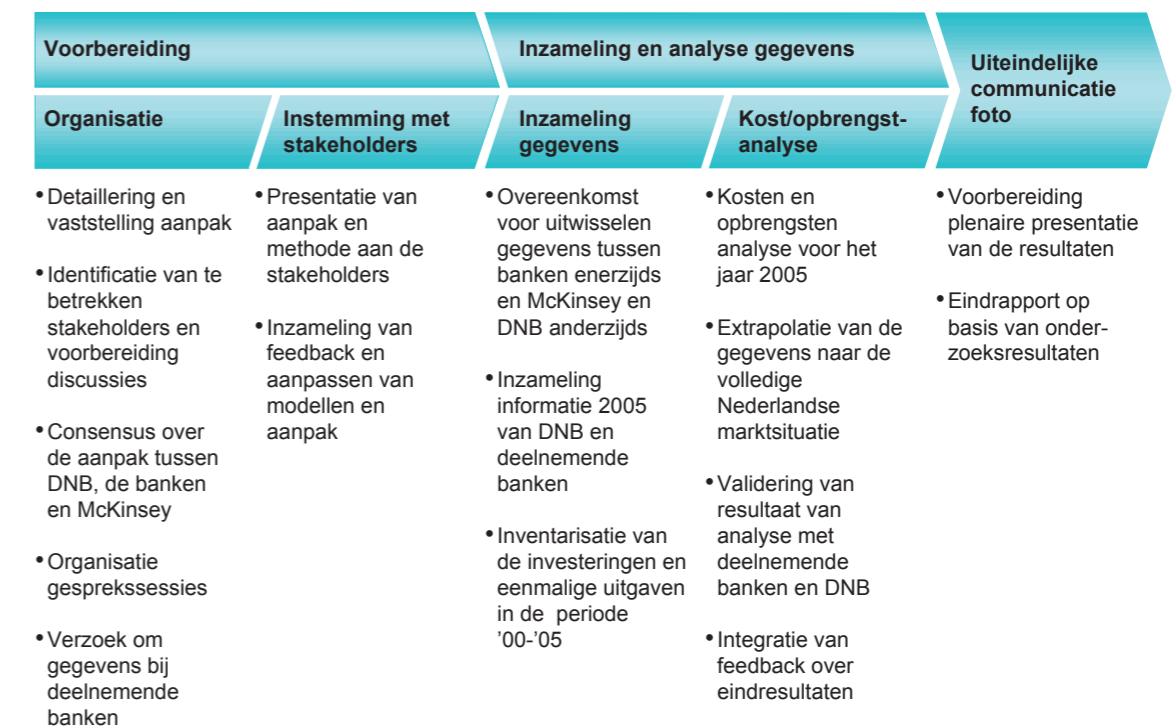 Voorbereiding
Inzameling en analyse gegevens
Uiteindelijke
communicatie
foto
Organisatie
Instemming met
stakeholders
Inzameling
gegevens
Kost/opbrengst-
analyse
• Detaillering en
vaststelling aanpak
• Identificatie van te
betrekken
stakeholders en
voorbereiding
discussies
• Consensus over
de aanpak tussen
DNB, de banken
en McKinsey
• Organisatie
gesprekssessies
• Verzoek om
gegevens bij
deelnemende
banken
• Presentatie van
aanpak en
methode aan de
stakeholders
• Inzameling van
feedback en
aanpassen van
modellen en
aanpak
• Overeenkomst
voor uitwisselen
gegevens tussen
banken enerzijds
en McKinsey en
DNB anderzijds
• Inzameling
informatie 2005
van DNB en
deelnemende
banken
• Inventarisatie van
de investeringen en
eenmalige uitgaven
in de periode
’00-’05
• Kosten en
opbrengsten
analyse voor het
jaar 2005
• Extrapolatie van de
gegevens naar de
volledige
Nederlandse
marktsituatie
• Validering van
resultaat van
analyse met
deelnemende
banken en DNB
• Integratie van
feedback over
eindresultaten
• Voorbereiding
plenaire presentatie
van de resultaten
• Eindrapport op
basis van onder-
zoeksresultaten